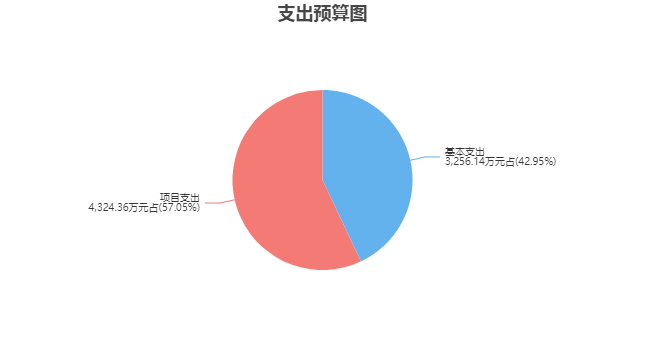 支出预算图
基本支出
3,256.14万元占(42.95%)
项目支出
4,324.36万元占(57.05%)